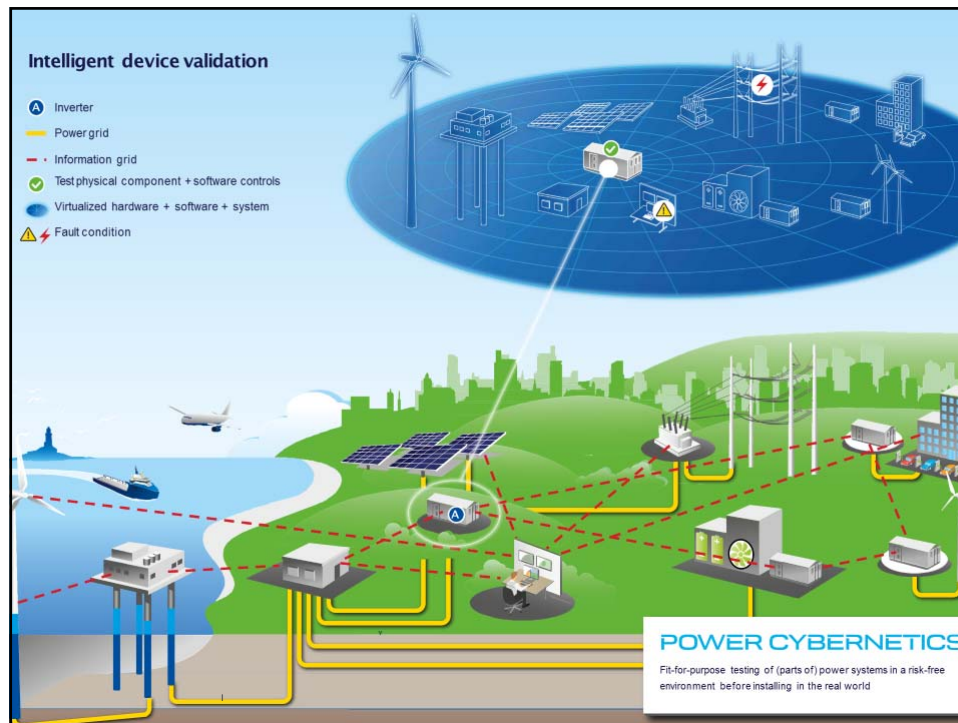 Intelligent device validation
A Inverter
Power grid
Information grid
Test physical component + software controls
Virtualized hardware + software + system
Fault condition
A
POWER CYBERNETICS
Fit-for-purpose testing of (parts of) power systems in a risk-free
environment before installing in the real world